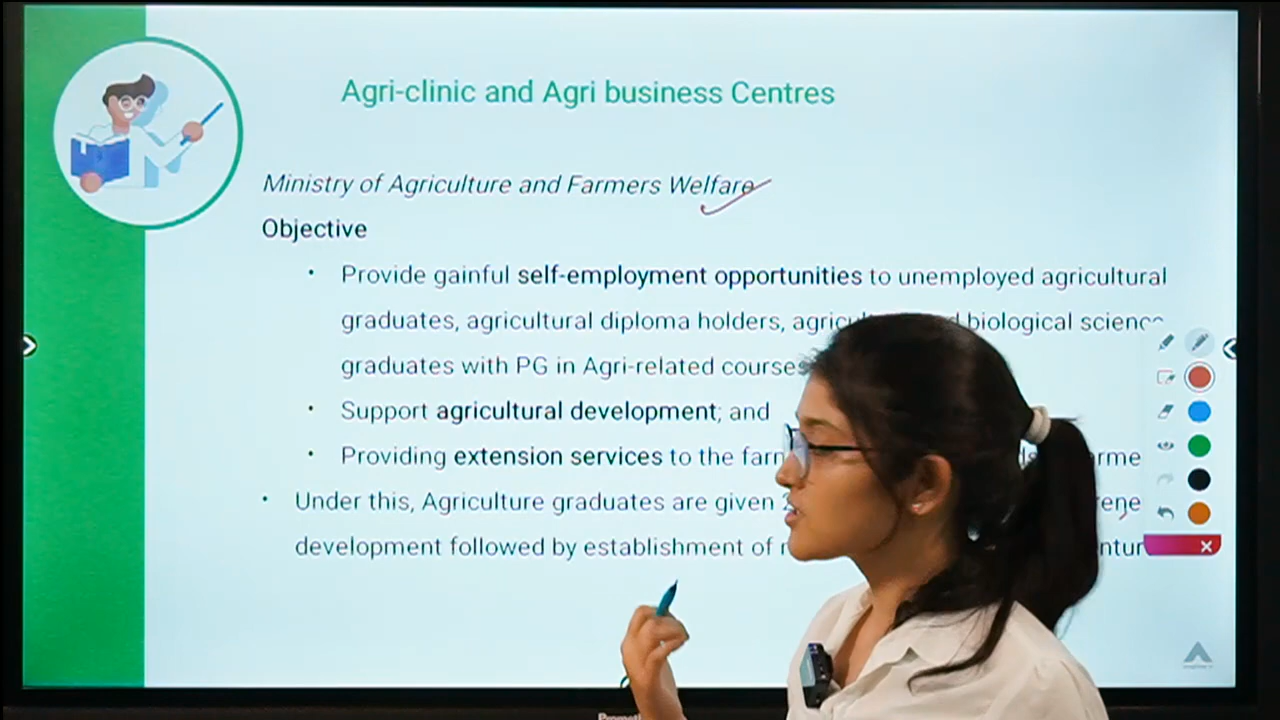 Agri-clinic and Agri business Centres
Ministry of Agriculture and Farmers Welfare
Objective
• Provide gainful self-employment opportunities to unemployed agricultural
graduates, agricultural diploma holders, biological science
graduates with PG in Agri-related courses
• Support agricultural development; and
• Providing extension services to the
• Under this, Agriculture graduates are given
development followed by establishment of